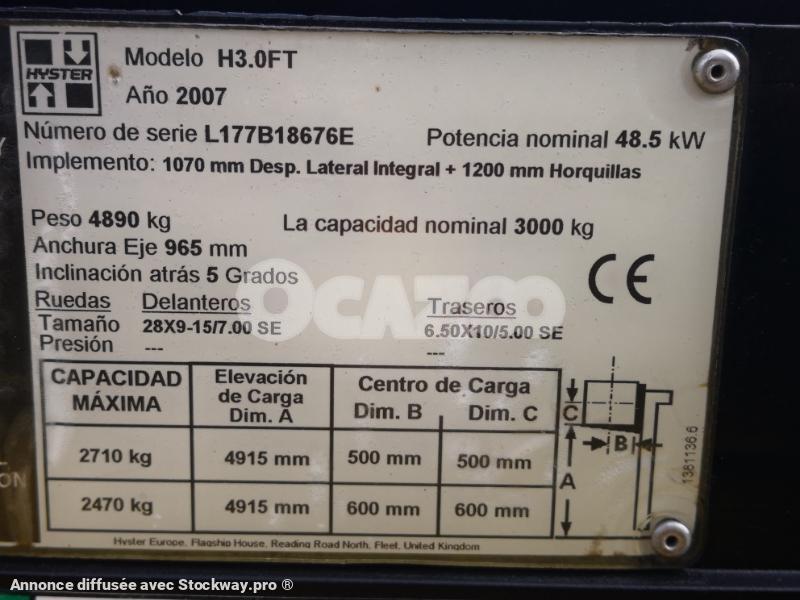 HYSTER
Modelo H3.0FT
Año 2007
Número de serie L177B18676E Potencia nominal 48.5 kW
Implemento: 1070 mm Desp. Lateral Integral + 1200 mm Horquillas
Peso 4890 kg La capacidad nominal 3000 kg
Anchura Eje 965 mm
Inclinación atrás 5 Grados
CE
OCAZOO
Ruedas Delanteros Traseros
Tamaño 28X9-15/7.00 SE 6.50X10/5.00 SE
Presión --- ---
CAPACIDAD MÁXIMA
Elevación de Carga Dim. A
Centro de Carga
Dim. B Dim. C
2710 kg 4915 mm 500 mm 500 mm
2470 kg 4915 mm 600 mm 600 mm
C
B
A
1381136.6
Hyster Europe, Flagship House, Reading Road North, Fleet, United Kingdom
ON
Annonce diffusée avec Stockway.pro ®